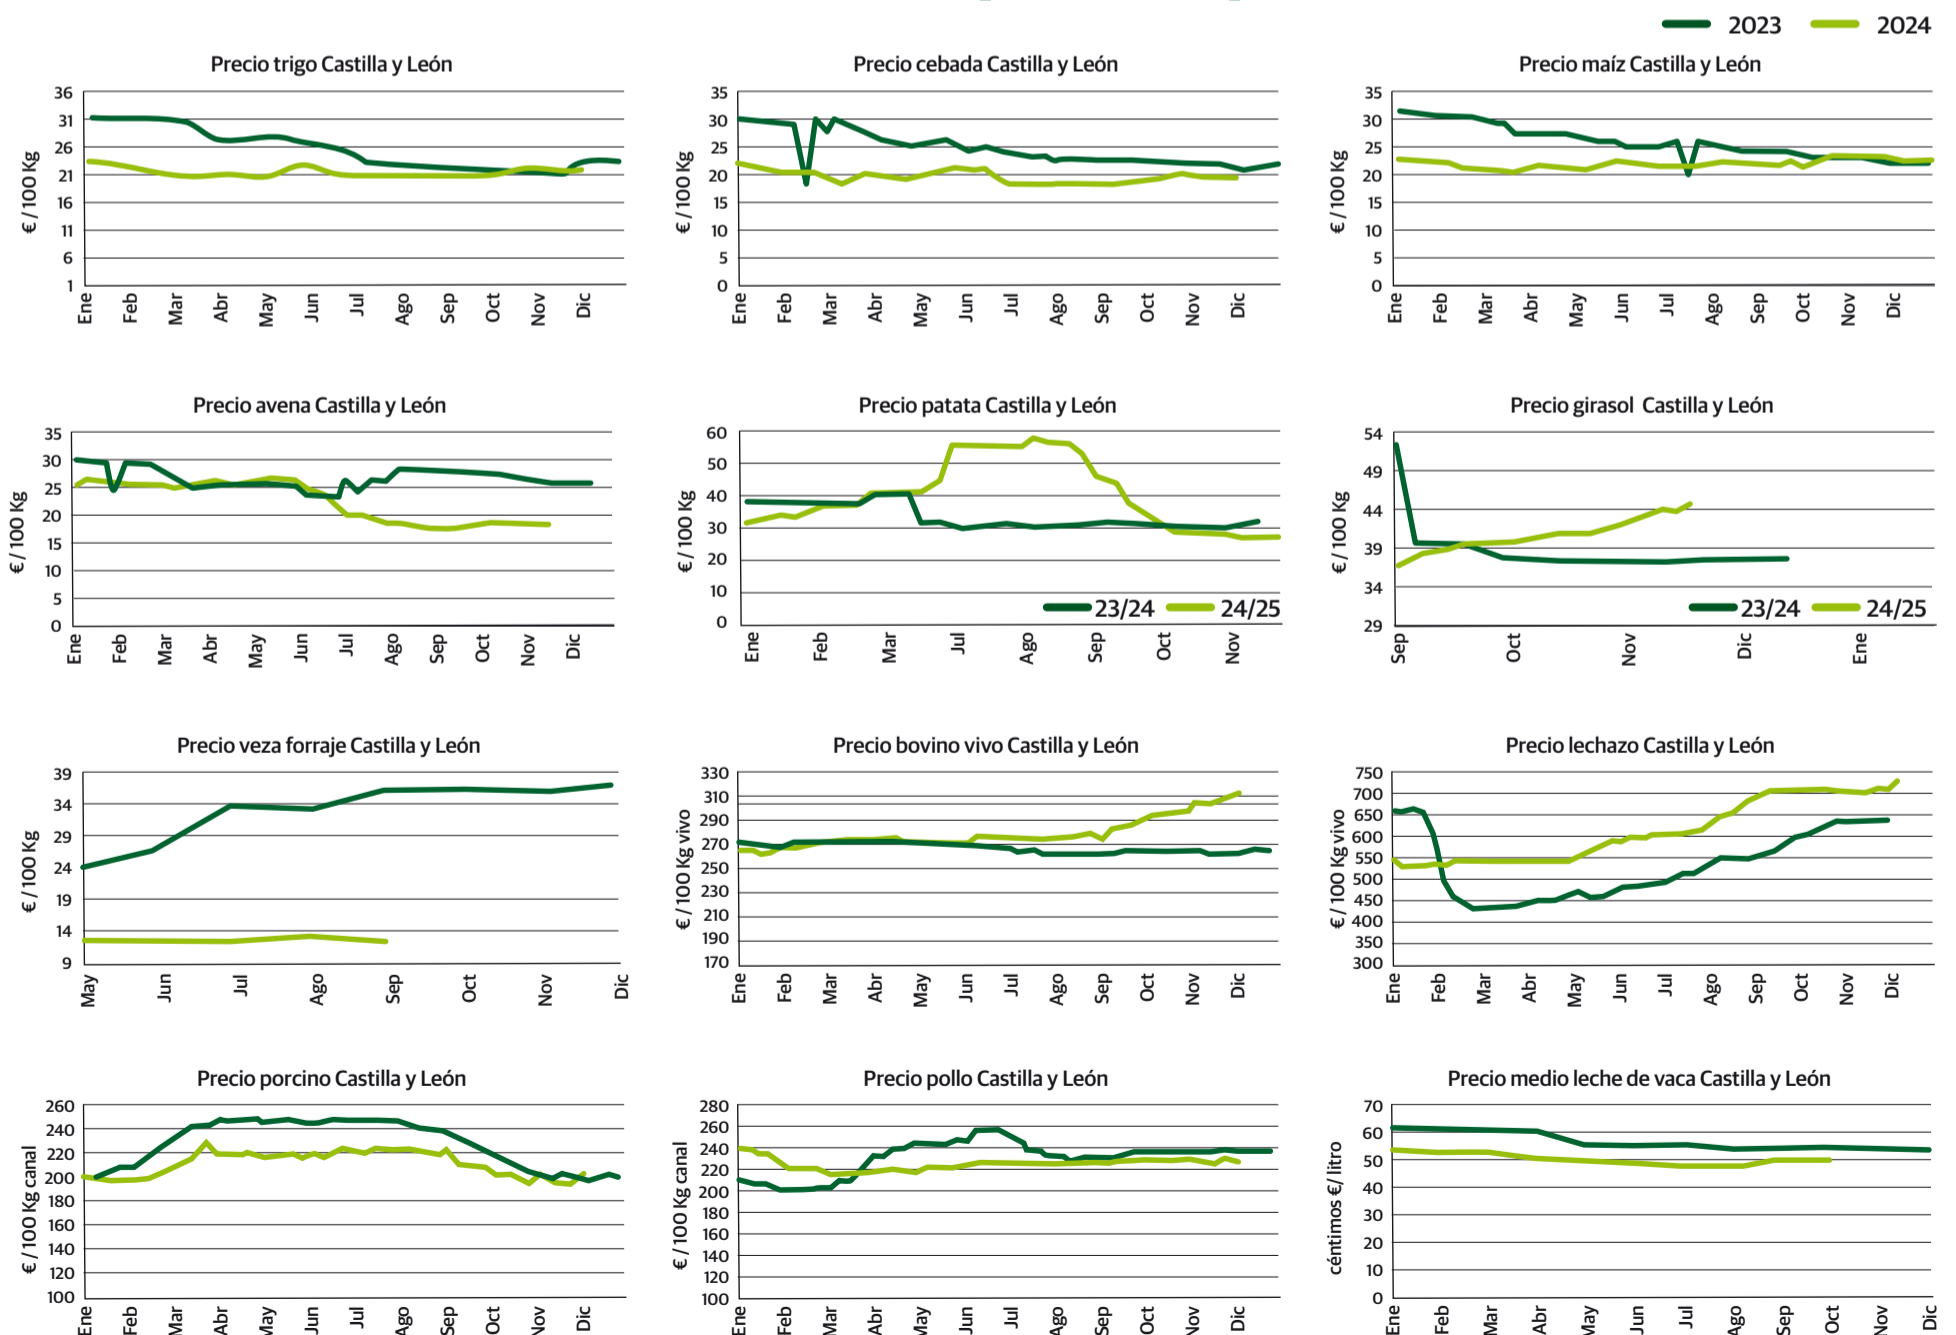 2023 2024
Precio trigo Castilla y León
€ / 100 Kg
36
31
26
21
16
11
6
1
Ene Feb Mar Abr May Jun Jul Ago Sep Oct Nov Dic
Precio cebada Castilla y León
€ / 100 Kg
35
30
25
20
15
10
5
0
Ene Feb Mar Abr May Jun Jul Ago Sep Oct Nov Dic
Precio maíz Castilla y León
€ / 100 Kg
35
30
25
20
15
10
5
0
Ene Feb Mar Abr May Jun Jul Ago Sep Oct Nov Dic
Precio avena Castilla y León
€ / 100 Kg
35
30
25
20
15
10
5
0
Ene Feb Mar Abr May Jun Jul Ago Sep Oct Nov Dic
Precio patata Castilla y León
€ / 100 Kg
60
50
40
30
20
10
0
23/24 24/25
Ene Feb Mar Jul Ago Sep Oct Nov
Precio girasol Castilla y León
€ / 100 Kg
54
49
44
39
34
29
23/24 24/25
Sep Oct Nov Dic Ene
Precio veza forraje Castilla y León
€ / 100 Kg
39
34
29
24
19
14
9
May Jun Jul Ago Sep Oct Nov Dic
Precio bovino vivo Castilla y León
€ / 100 Kg vivo
330
310
290
270
250
230
210
190
170
Ene Feb Mar Abr May Jun Jul Ago Sep Oct Nov Dic
Precio lechazo Castilla y León
€ / 100 Kg vivo
750
700
650
600
550
500
450
400
350
300
Ene Feb Mar Abr May Jun Jul Ago Sep Oct Nov Dic
Precio porcino Castilla y León
€ / 100 Kg canal
260
240
220
200
180
160
140
120
100
Ene Feb Mar Abr May Jun Jul Ago Sep Oct Nov Dic
Precio pollo Castilla y León
€ / 100 Kg canal
280
260
240
220
200
180
160
140
120
100
Ene Feb Mar Abr May Jun Jul Ago Sep Oct Nov Dic
Precio medio leche de vaca Castilla y León
céntimos €/ litro
70
60
50
40
30
20
10
0
Ene Feb Mar Abr May Jun Jul Ago Sep Oct Nov Dic